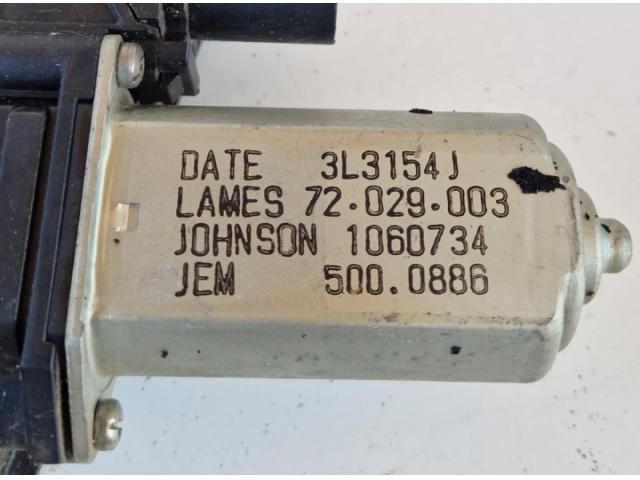 DATE 3L3154J
LAMES 72.029.003
JOHNSON 1060734
JEM 500.0886